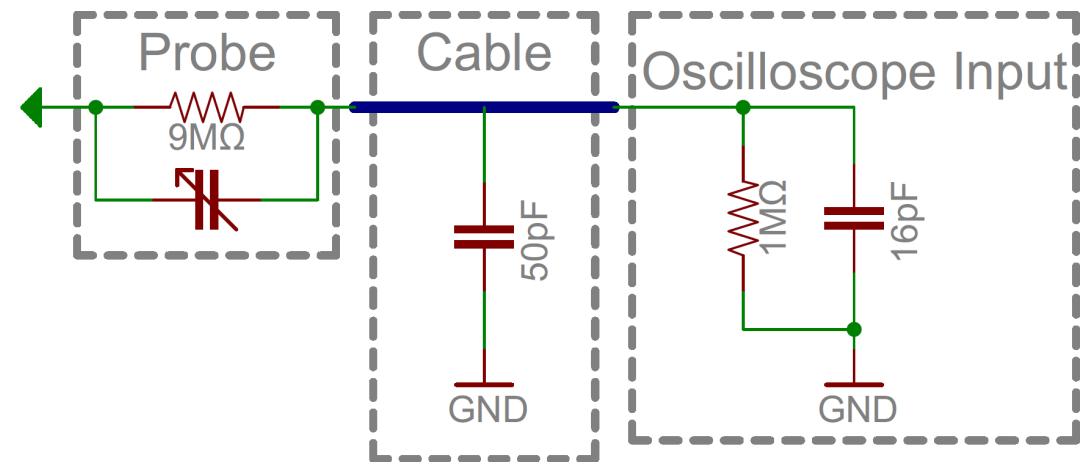 Probe
9MΩ
Cable
50pF
GND
Oscilloscope Input
1MΩ
16pF
GND